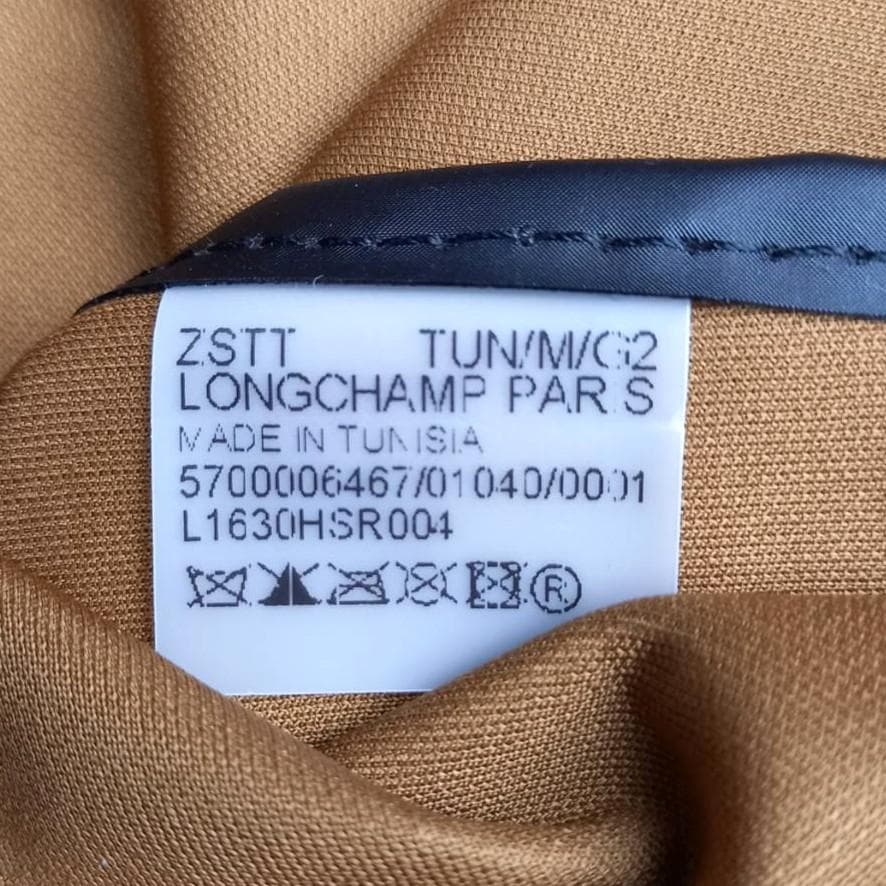 ZSTT TUN/M/G2
LONGCHAMP PARIS
MADE IN TUNISIA
5700006467/01040/0001
L1630HSR004
®